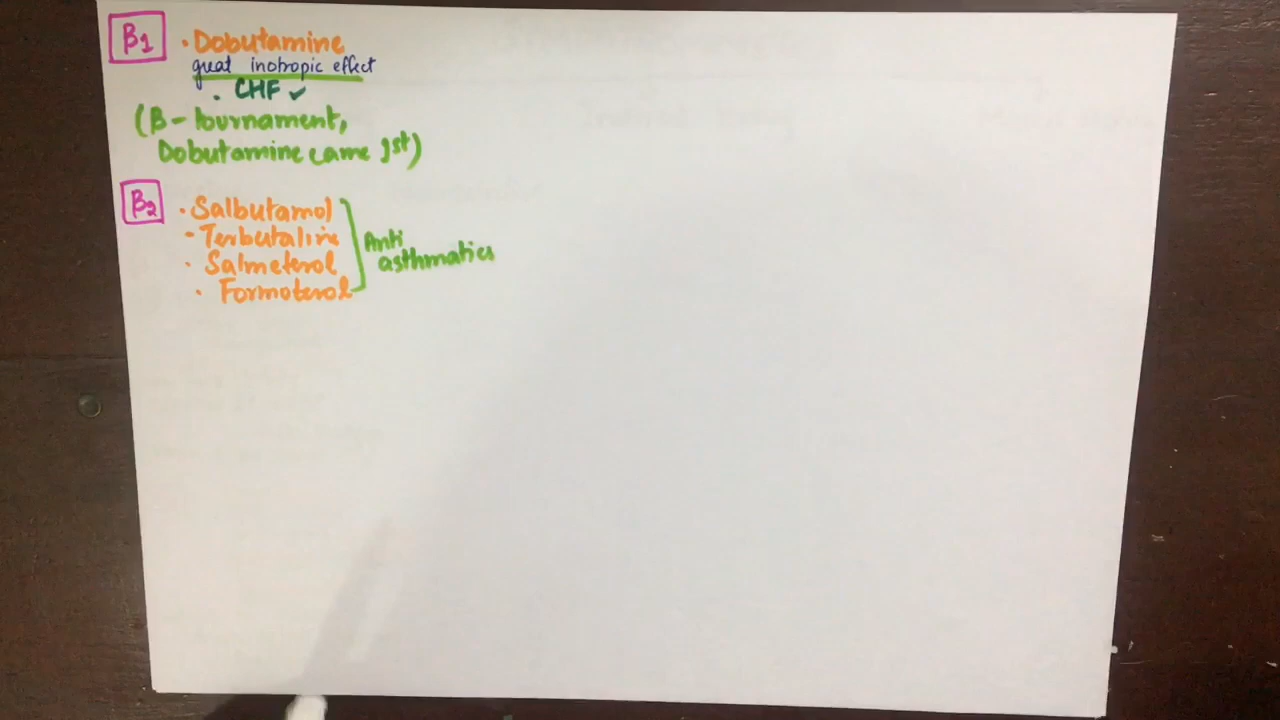 β1
• Dobutamine
great inotropic effect
. CHF ✓
(B-tournament,
Dobutamine came 1st)
β2
• Salbutamol
- Terbutaline
• Salmeterol
• Formoterol
Anti
asthmatics